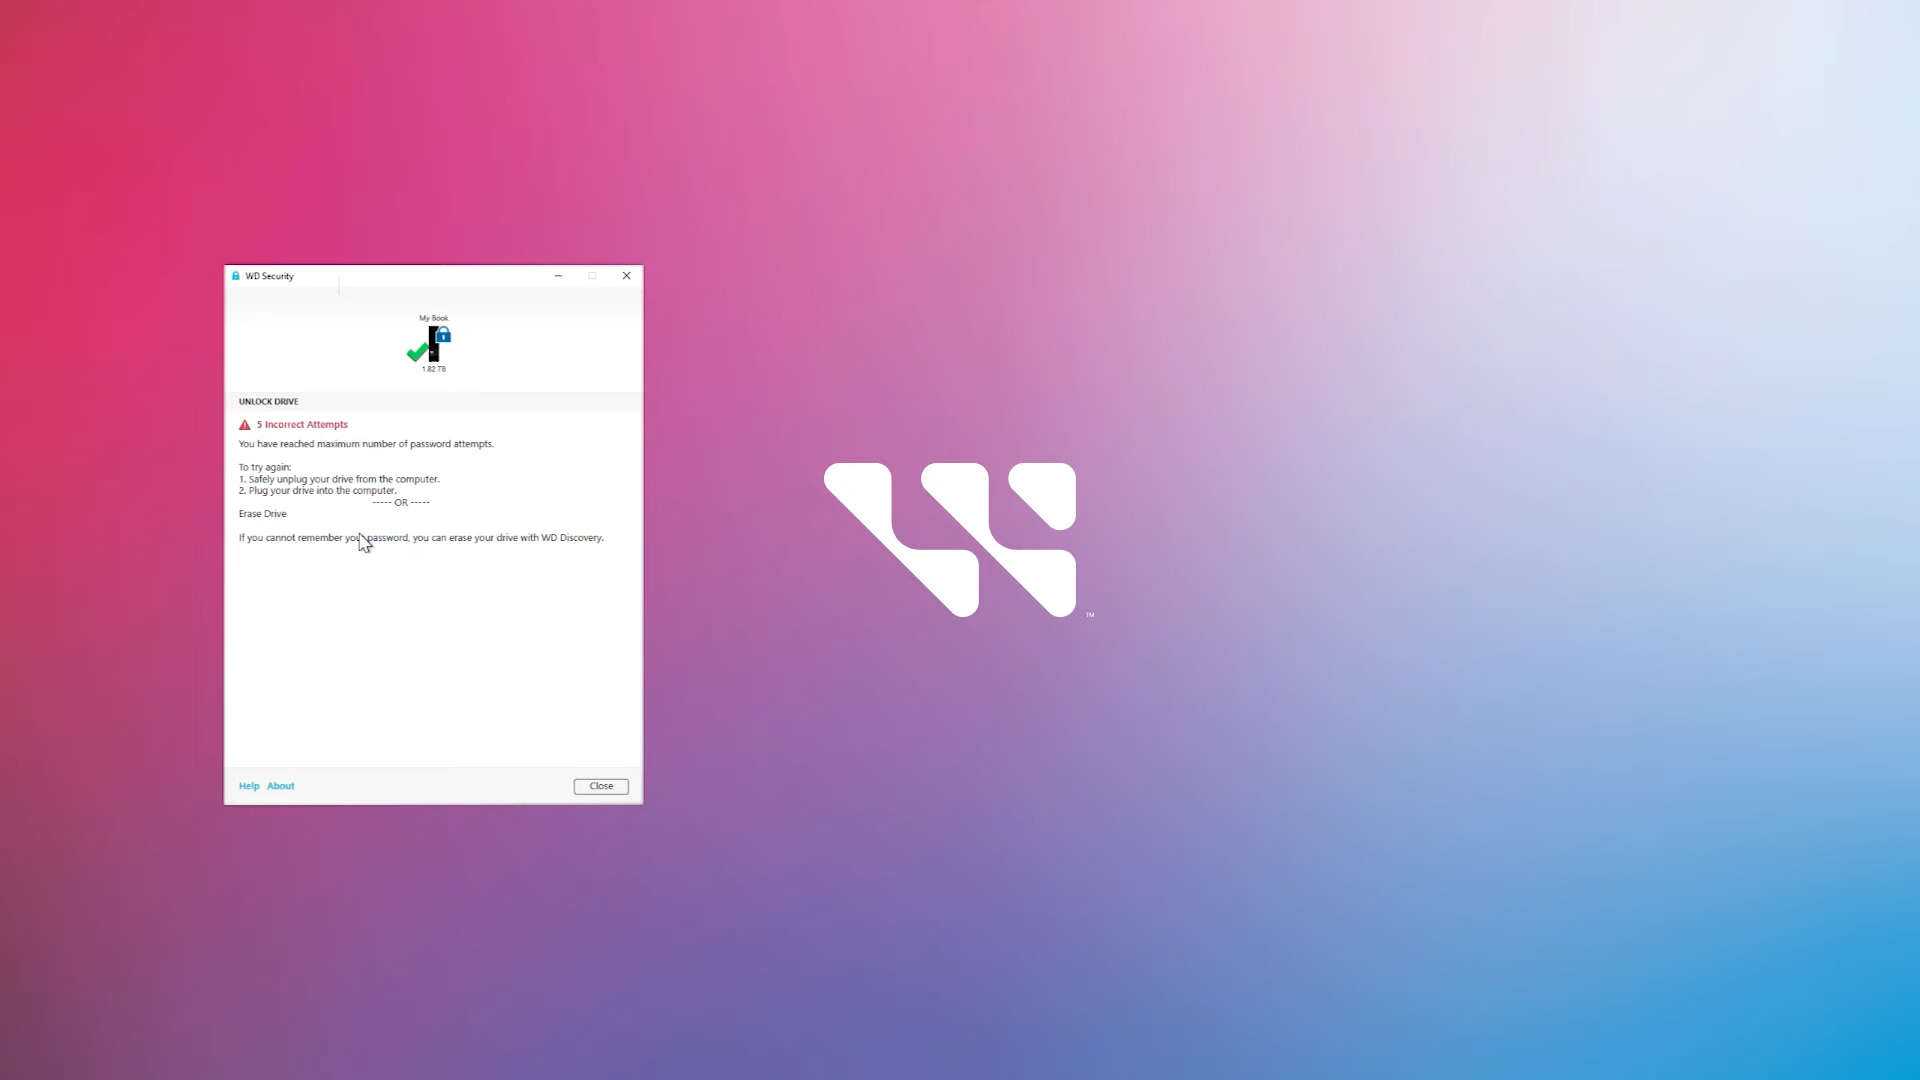 WD Security
My Book
1.82 TB
UNLOCK DRIVE
5 Incorrect Attempts
You have reached maximum number of password attempts.
To try again:
1. Safely unplug your drive from the computer.
2. Plug your drive into the computer.
----- OR -----
Erase Drive
If you cannot remember your password, you can erase your drive with WD Discovery.
Help About
Close
TM